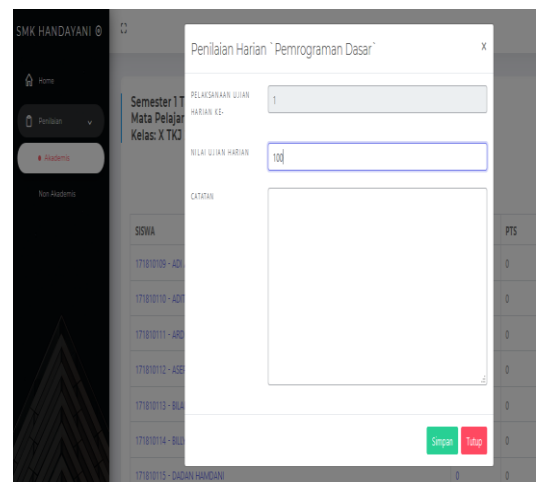 SMK HANDAYANI ®
Home
Penilaian
Akademis
Non Akademis
Semester 1 T
Mata Pelajar
Kelas: X TKJ
Penilaian Harian `Pemrograman Dasar`
X
PELAKSANAAN UJIAN
HARIAN KE-
1
NILAI UJIAN HARIAN
100
CATATAN
Simpan
Tutup
SISWA
PTS
171810109 - ADI
0
171810110 - ADIT
0
171810111 - ARD
0
171810112 - ASEP
0
171810113 - BILA
0
171810114 - BILL
0
171810115 - DADAN HAMDANI
0
0